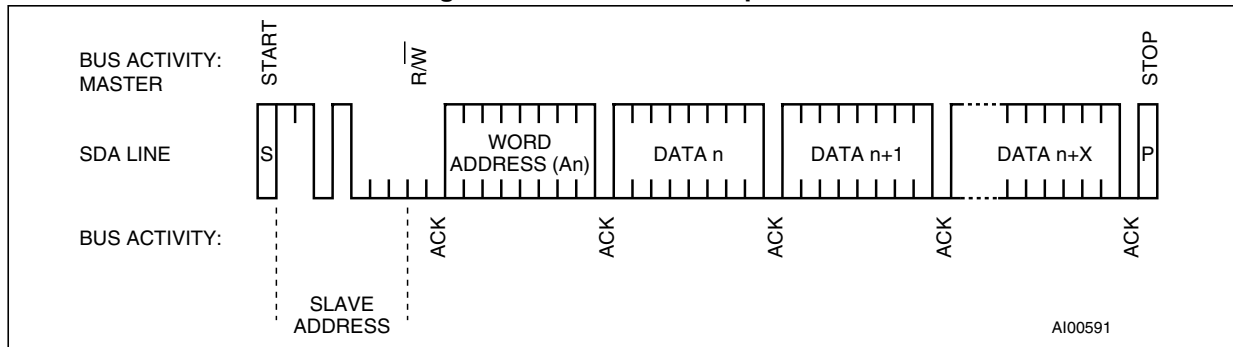 BUS ACTIVITY:
MASTER
START
R/W
STOP
SDA LINE
S
WORD
ADDRESS (An)
DATA n
DATA n+1
DATA n+X
P
BUS ACTIVITY:
ACK
ACK
ACK
ACK
ACK
SLAVE
ADDRESS
AI00591